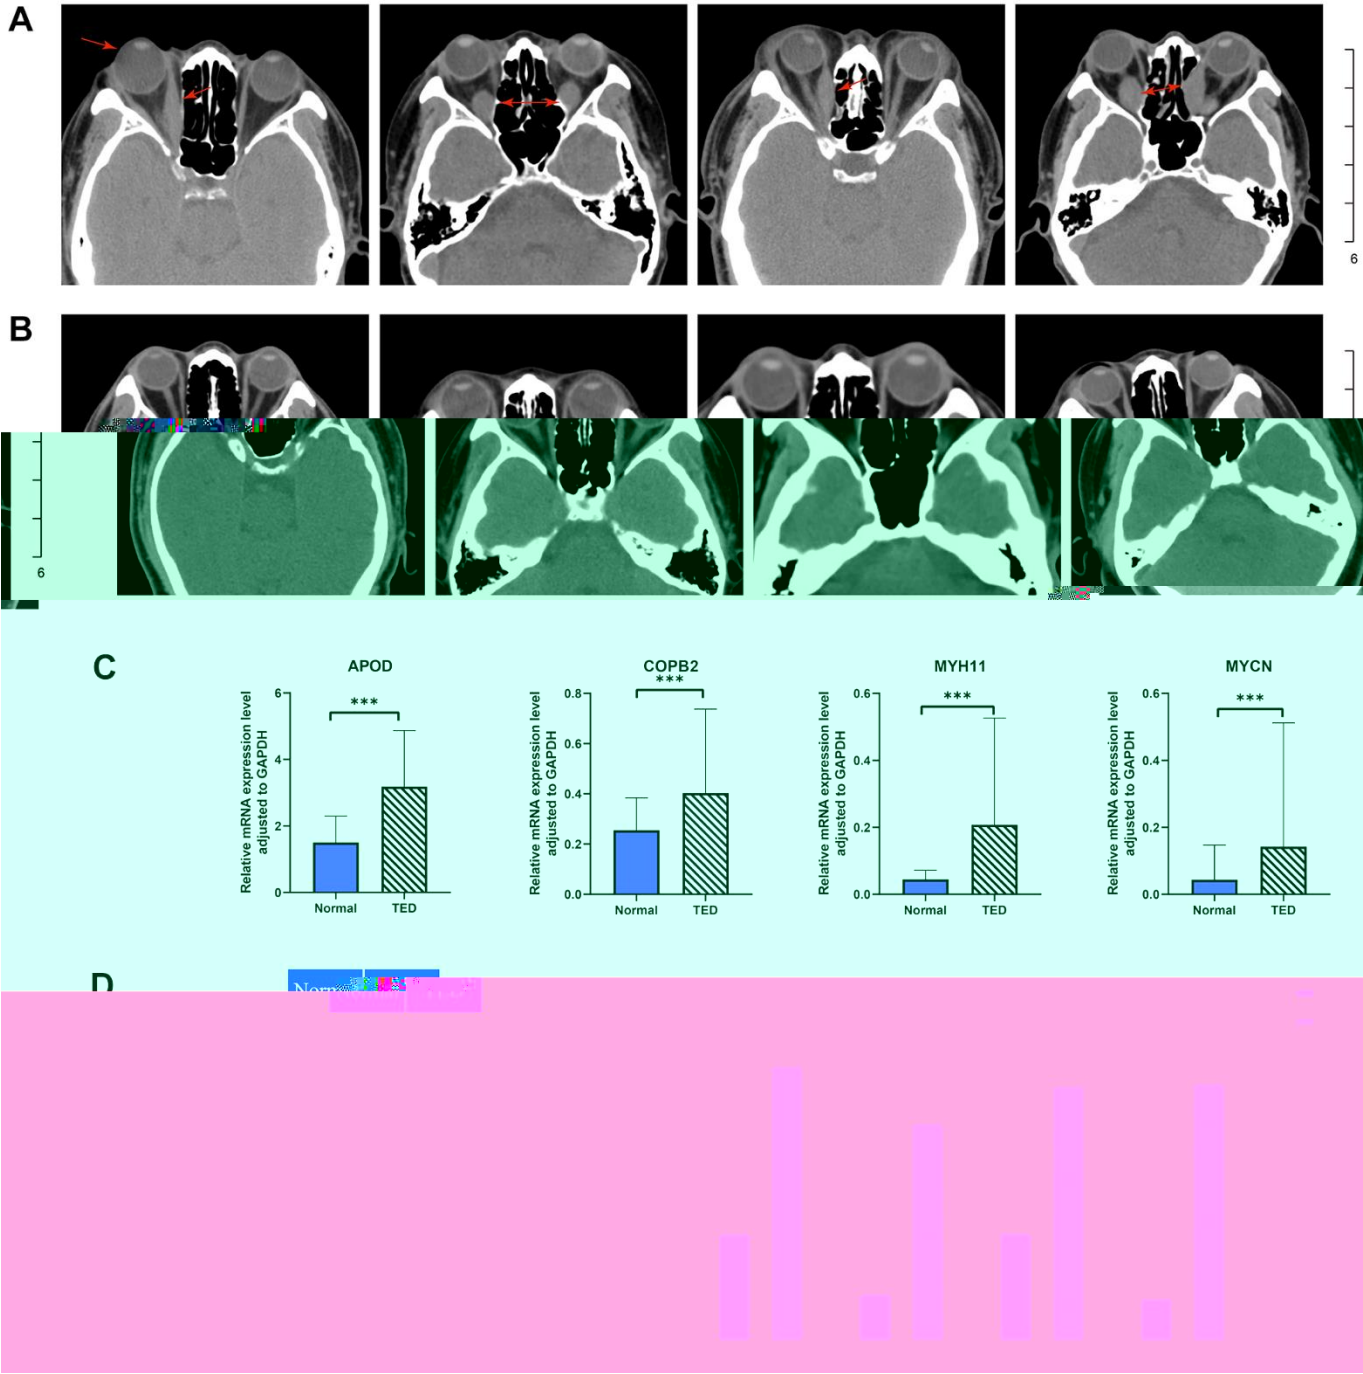 A
6
B
6
C
APOD
COPB2
MYH11
MYCN
***
***
***
***
Relative mRNA expression level
adjusted to GAPDH
6
4
2
0
Normal
TED
Relative mRNA expression level
adjusted to GAPDH
0.8
0.6
0.4
0.2
0.0
Normal
TED
Relative mRNA expression level
adjusted to GAPDH
0.6
0.4
0.2
0.0
Normal
TED
Relative mRNA expression level
adjusted to GAPDH
0.6
0.4
0.2
0.0
Normal
TED
D